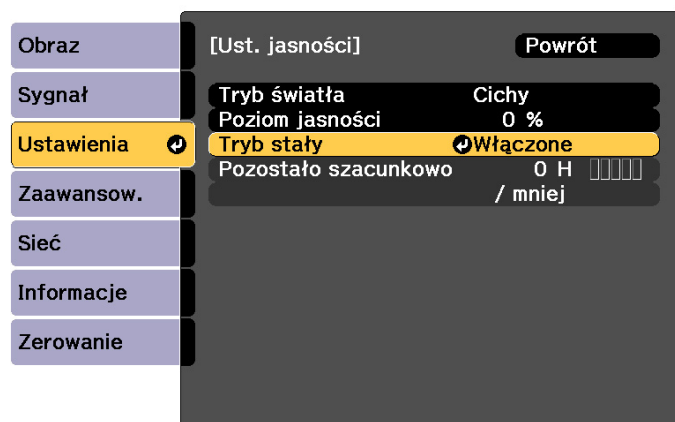 Obraz
Sygnał
Ustawienia
Zaawansow.
Sieć
Informacje
Zerowanie
[Ust. jasności] Powrót
Tryb światła Cichy
Poziom jasności 0 %
Tryb stały Włączone
Pozostało szacunkowo 0 H
/ mniej